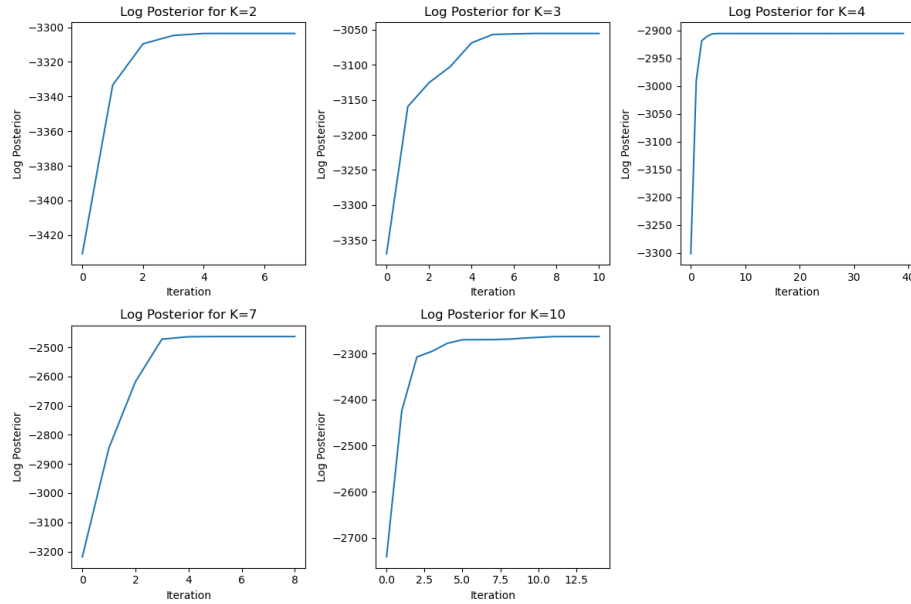 Log Posterior for K=2
Log Posterior
−3300
−3320
−3340
−3360
−3380
−3400
−3420
0 2 4 6
Iteration
Log Posterior for K=3
Log Posterior
−3050
−3100
−3150
−3200
−3250
−3300
−3350
0 2 4 6 8 10
Iteration
Log Posterior for K=4
Log Posterior
−2900
−2950
−3000
−3050
−3100
−3150
−3200
−3250
−3300
0 10 20 30 40
Iteration
Log Posterior for K=7
Log Posterior
−2500
−2600
−2700
−2800
−2900
−3000
−3100
−3200
0 2 4 6 8
Iteration
Log Posterior for K=10
Log Posterior
−2300
−2400
−2500
−2600
−2700
0.0 2.5 5.0 7.5 10.0 12.5
Iteration